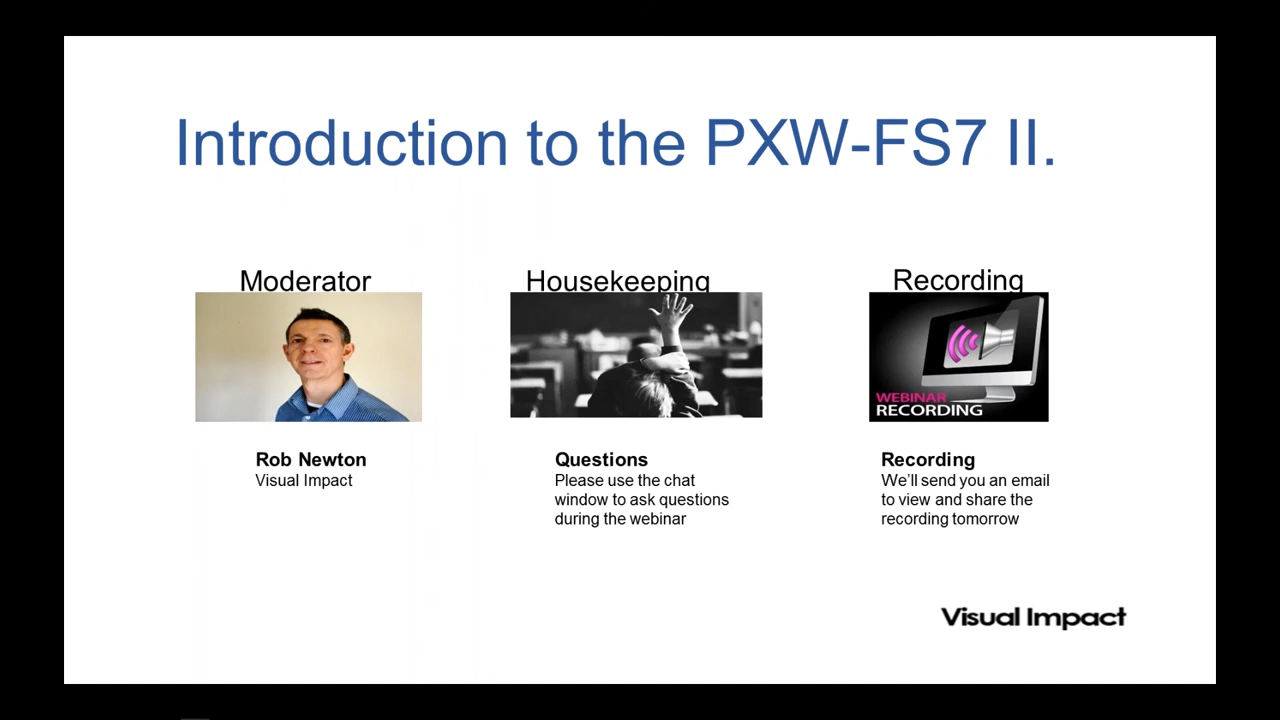 Introduction to the PXW-FS7 II.
Moderator
Housekeeping
Recording
WEBINAR
RECORDING
Rob Newton
Visual Impact
Questions
Please use the chat
window to ask questions
during the webinar
Recording
We'll send you an email
to view and share the
recording tomorrow
Visual Impact